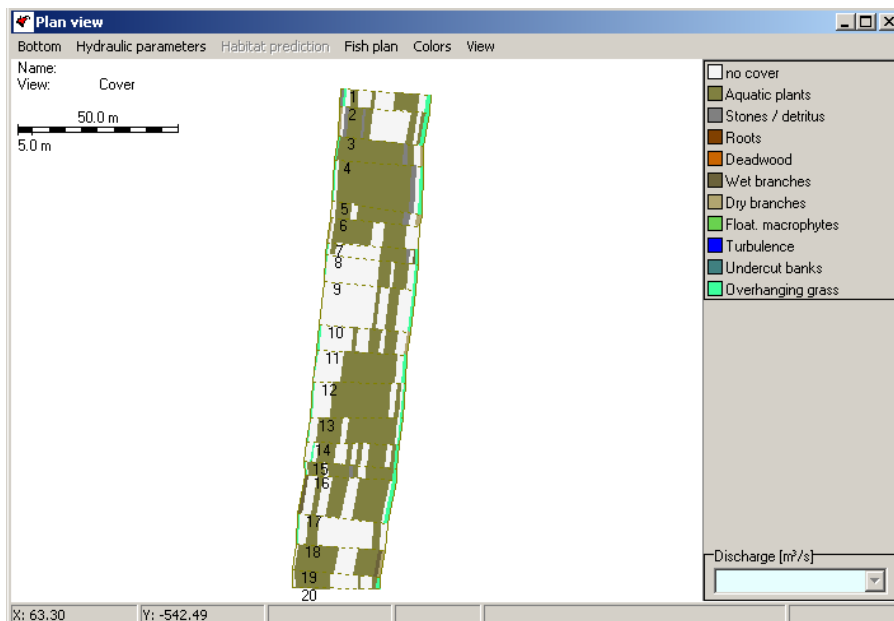 Plan view
Bottom Hydraulic parameters Habitat prediction Fish plan Colors View
Name:
View: Cover
50.0 m
5.0 m
1
2
3
4
5
6
7
8
9
10
11
12
13
14
15
16
17
18
19
20
no cover
Aquatic plants
Stones / detritus
Roots
Deadwood
Wet branches
Dry branches
Float. macrophytes
Turbulence
Undercut banks
Overhanging grass
Discharge [m³/s]
X: 63.30 Y: -542.49